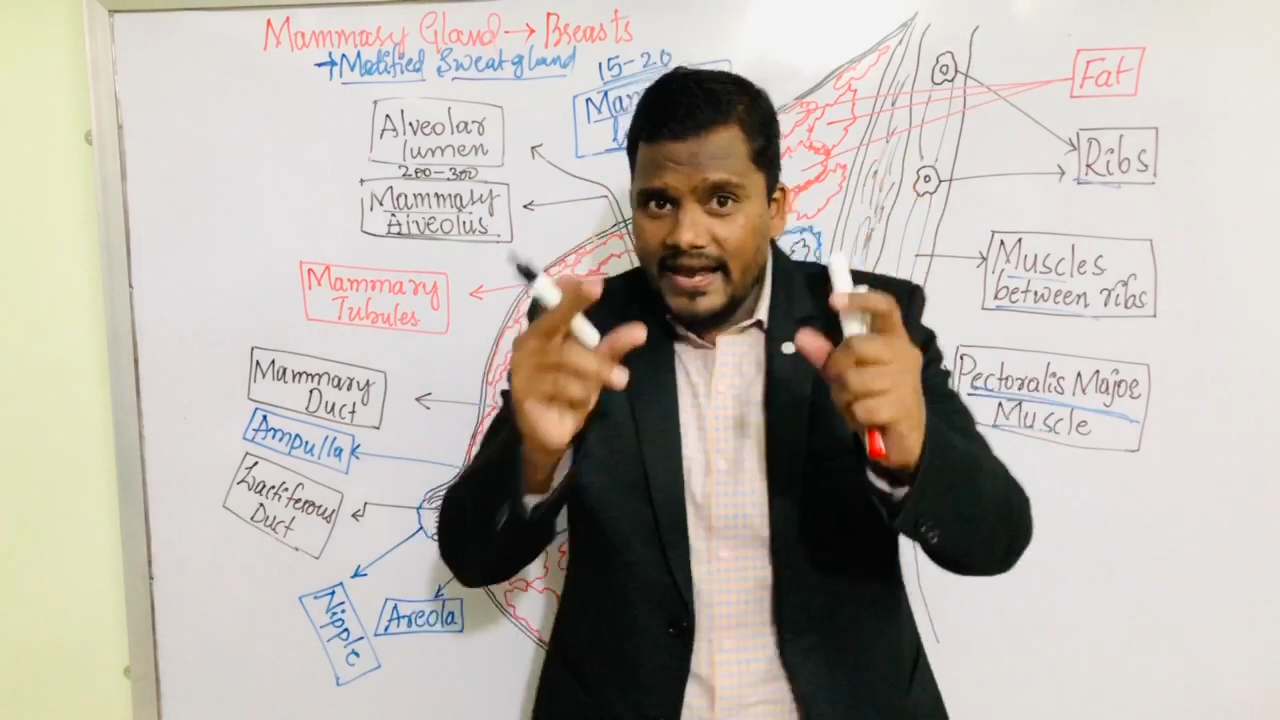 Mammary Gland → Breasts
→ Modified Sweat gland
15-20
Alveolar
lumen
200-300
Mammary
Alveolus
Mammary
Tubules
Mammary
Duct
Ampulla
Lactiferous
Duct
Nipple
Areola
Fat
Ribs
Muscles
between ribs
Pectoralis Major
Muscle